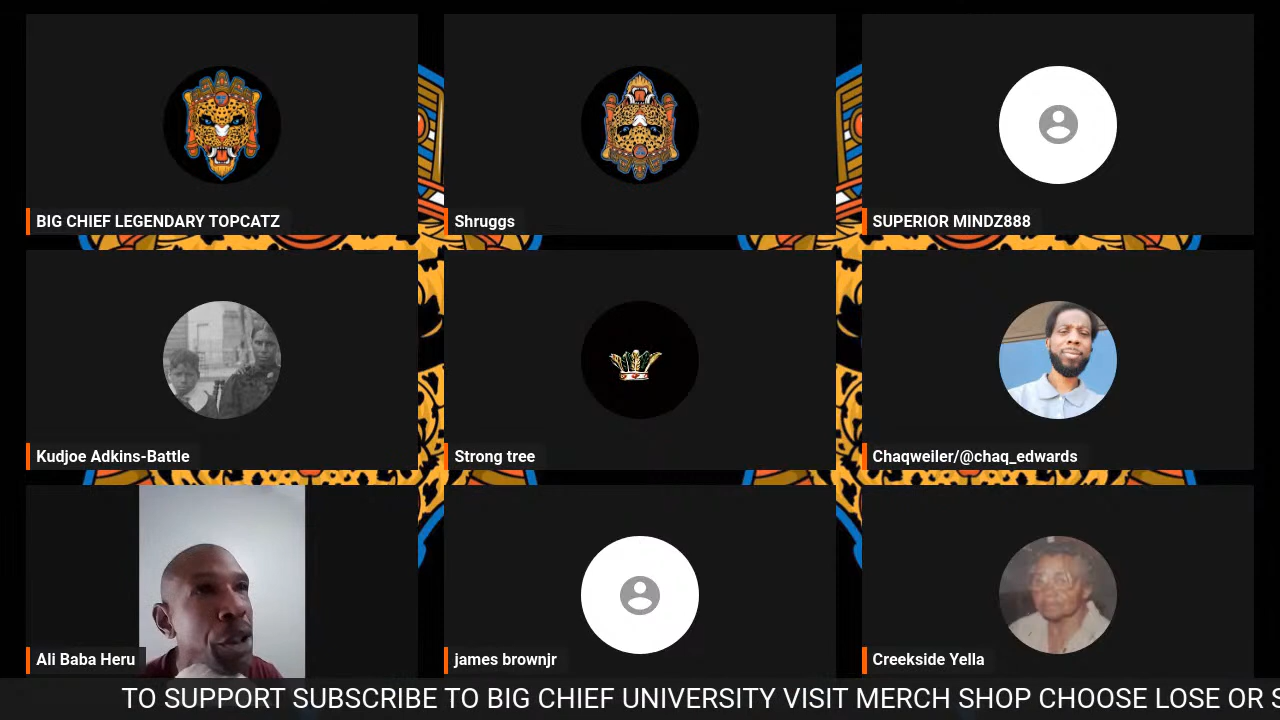 BIG CHIEF LEGENDARY TOPCATZ
Shruggs
SUPERIOR MINDZ888
Kudjoe Adkins-Battle
Strong tree
Chaqweiler/@chaq_edwards
Ali Baba Heru
james brownjr
Creekside Yella
TO SUPPORT SUBSCRIBE TO BIG CHIEF UNIVERSITY VISIT MERCH SHOP CHOOSE LOSE OR S